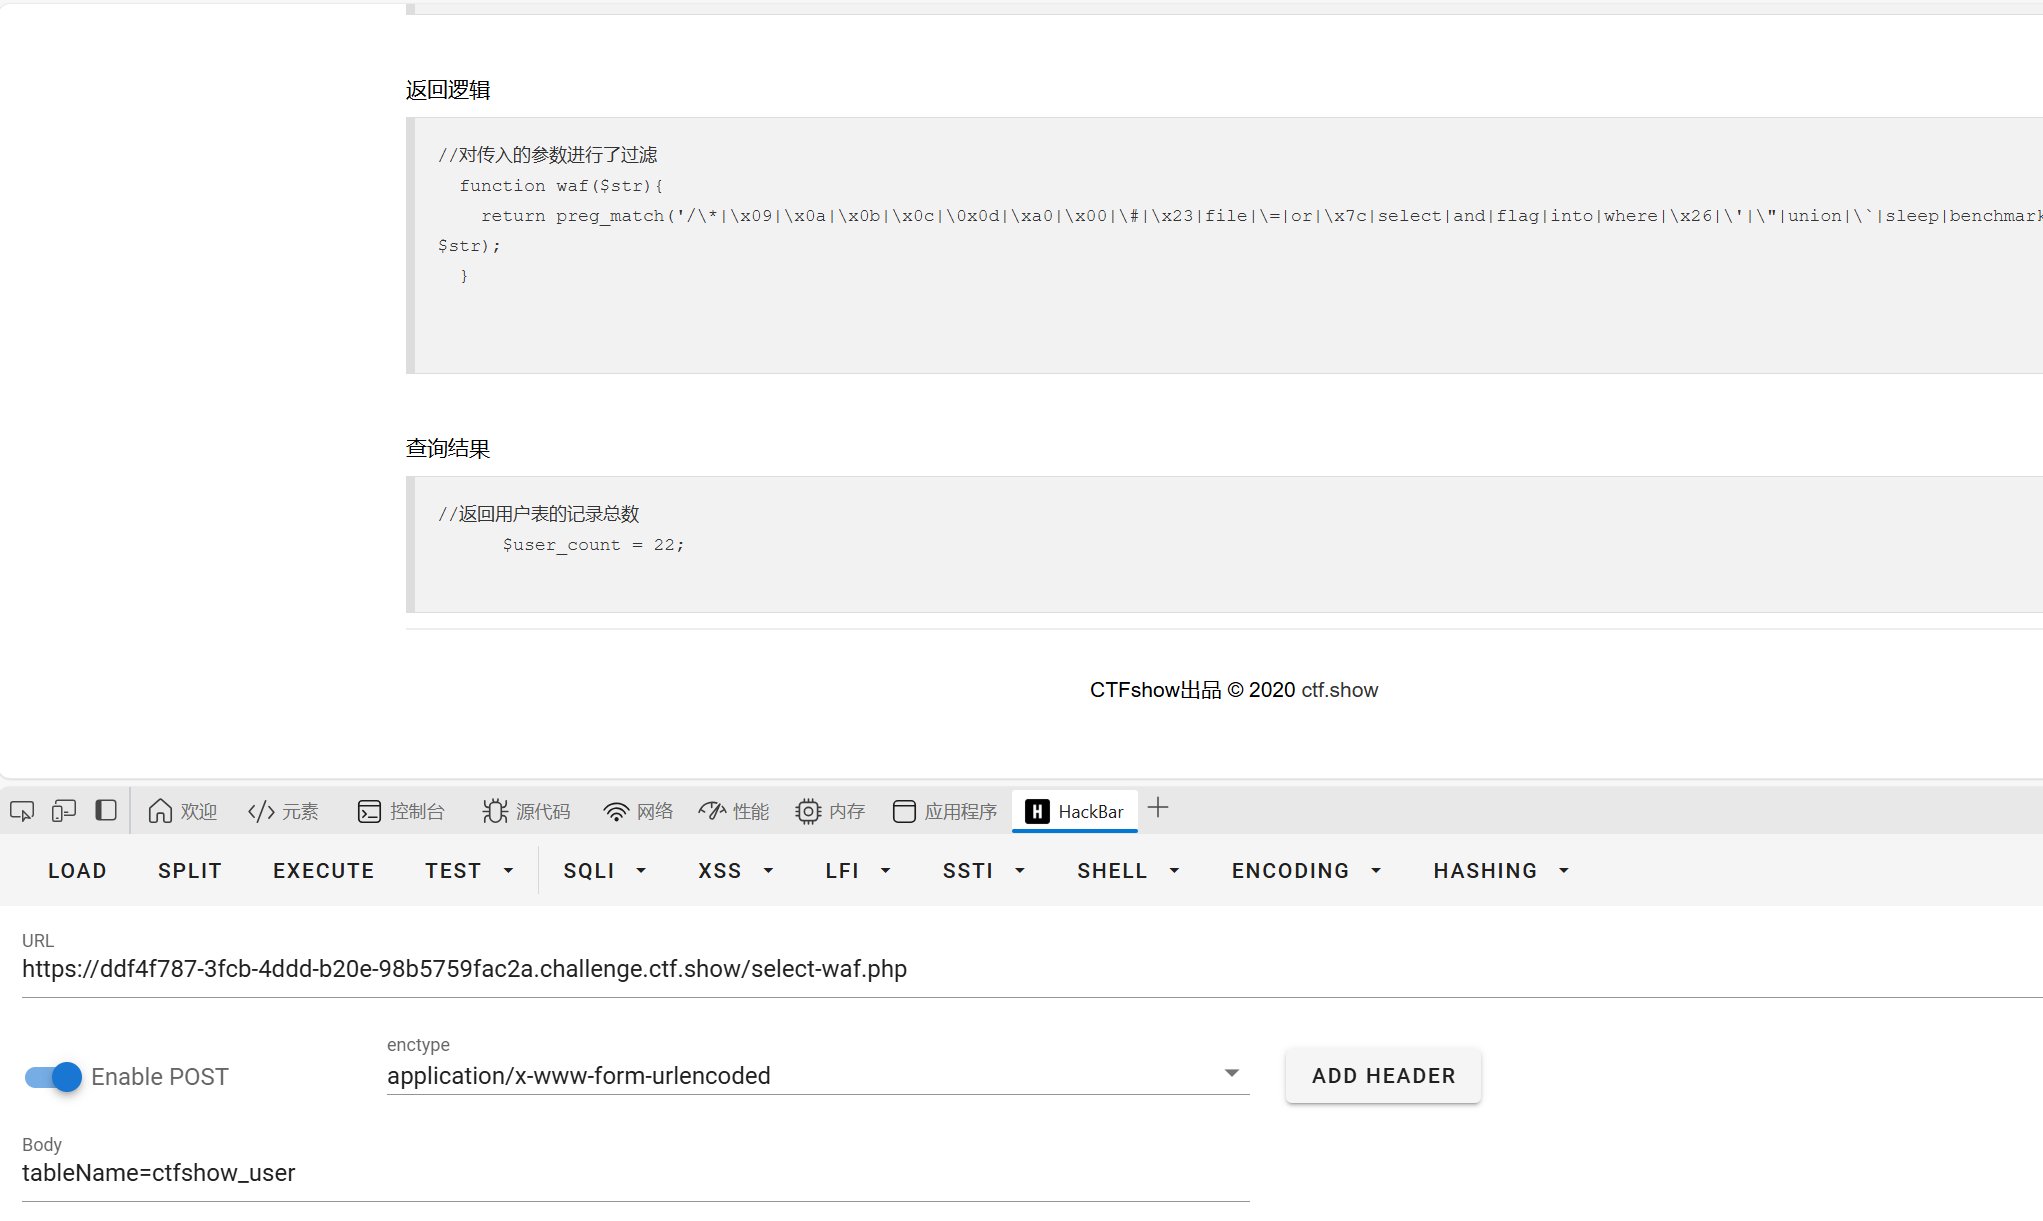 返回逻辑
//对传入的参数进行了过滤
function waf($str){
return preg_match('/\*|\x09|\x0a|\x0b|\x0c|\0x0d|\xa0|\x00|\#|\x23|file|\=|or|\x7c|select|and|flag|into|where|\x26|\'|\"|union|\`|sleep|benchmark
$str);
}
查询结果
//返回用户表的记录总数
$user_count = 22;
CTFshow出品 © 2020 ctf.show
欢迎 </> 元素 控制台 源代码 网络 性能 内存 应用程序 H HackBar
LOAD SPLIT EXECUTE TEST SQLI XSS LFI SSTI SHELL ENCODING HASHING
URL
https://ddf4f787-3fcb-4ddd-b20e-98b5759fac2a.challenge.ctf.show/select-waf.php
enctype
Enable POST application/x-www-form-urlencoded ADD HEADER
Body
tableName=ctfshow_user